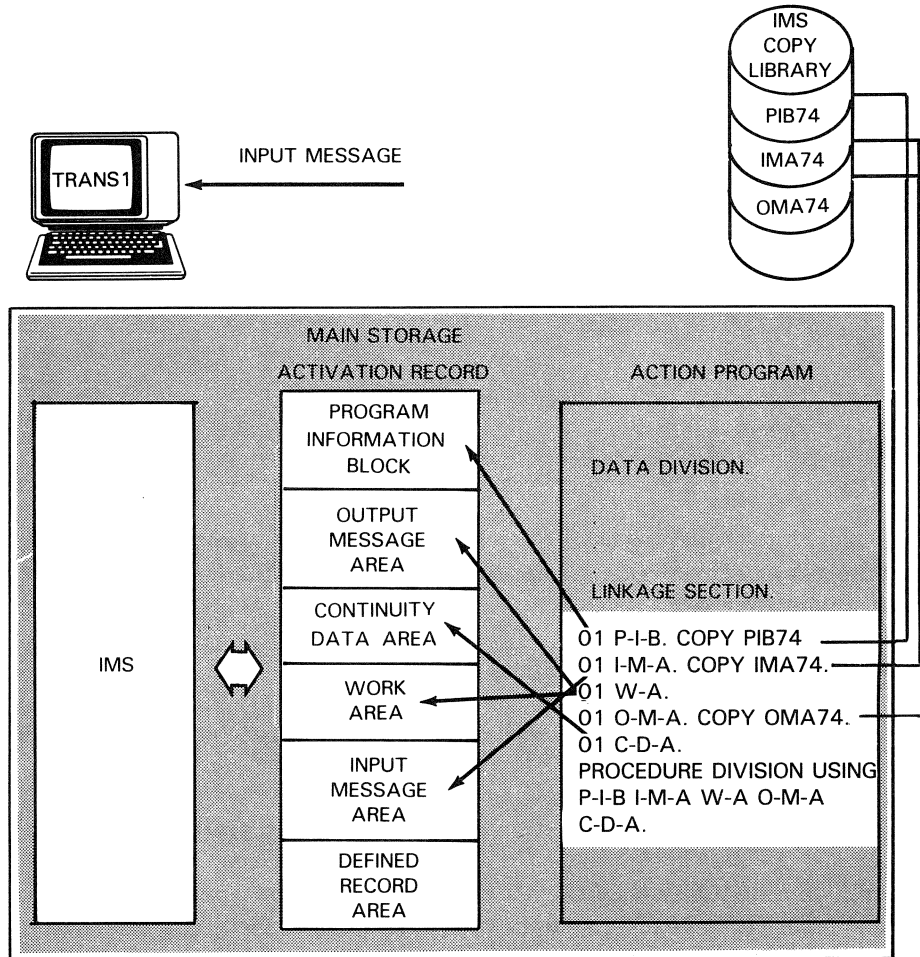 IMS
COPY
LIBRARY
PIB74
IMA74
OMA74
INPUT MESSAGE
TRANS1
MAIN STORAGE
ACTIVATION RECORD
ACTION PROGRAM
IMS
PROGRAM
INFORMATION
BLOCK
OUTPUT
MESSAGE
AREA
CONTINUITY
DATA AREA
WORK
AREA
INPUT
MESSAGE
AREA
DEFINED
RECORD
AREA
DATA DIVISION.
LINKAGE SECTION.
01 P-I-B. COPY PIB74
01 I-M-A. COPY IMA74.
01 W-A.
01 O-M-A. COPY OMA74.
01 C-D-A.
PROCEDURE DIVISION USING
P-I-B I-M-A W-A O-M-A
C-D-A.